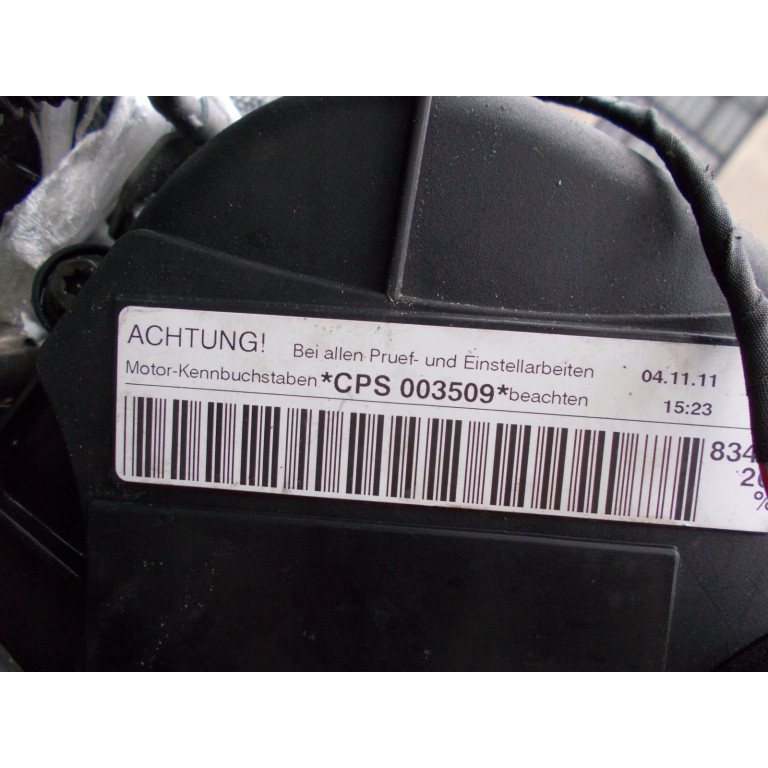 ACHTUNG! Bei allen Pruef- und Einstellarbeiten 04.11.11
Motor-Kennbuchstaben *CPS 003509* beachten 15:23
834
%